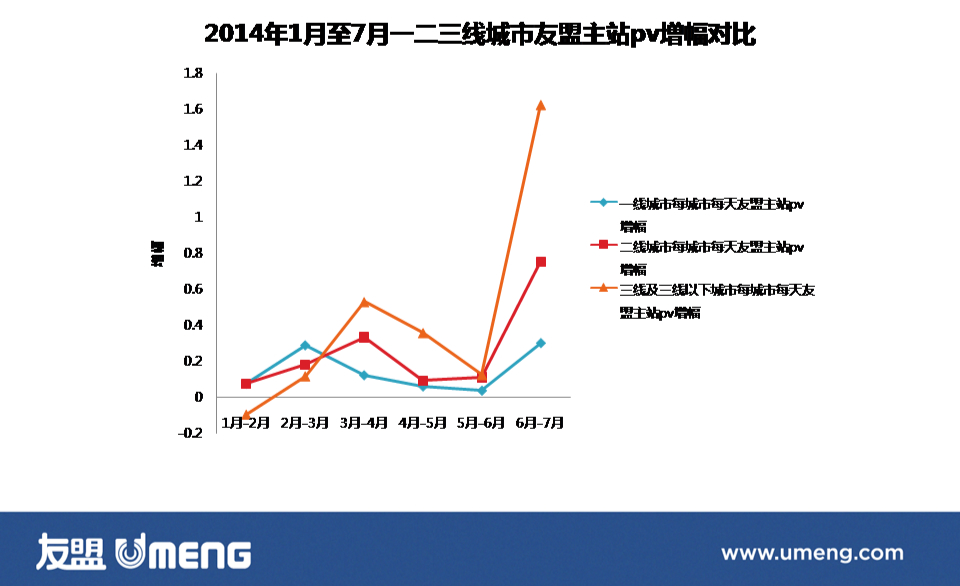 2014年1月至7月一二三线城市友盟主站pv增幅对比
1.8
1.6
1.4
1.2
1
0.8
0.6
0.4
0.2
0
-0.2
增幅
1月-2月 2月-3月 3月-4月 4月-5月 5月-6月 6月-7月
一线城市每城市每天友盟主站pv
增幅
二线城市每城市每天友盟主站pv
增幅
三线及三线以下城市每城市每天友
盟主站pv增幅
友盟 UMENG
www.umeng.com